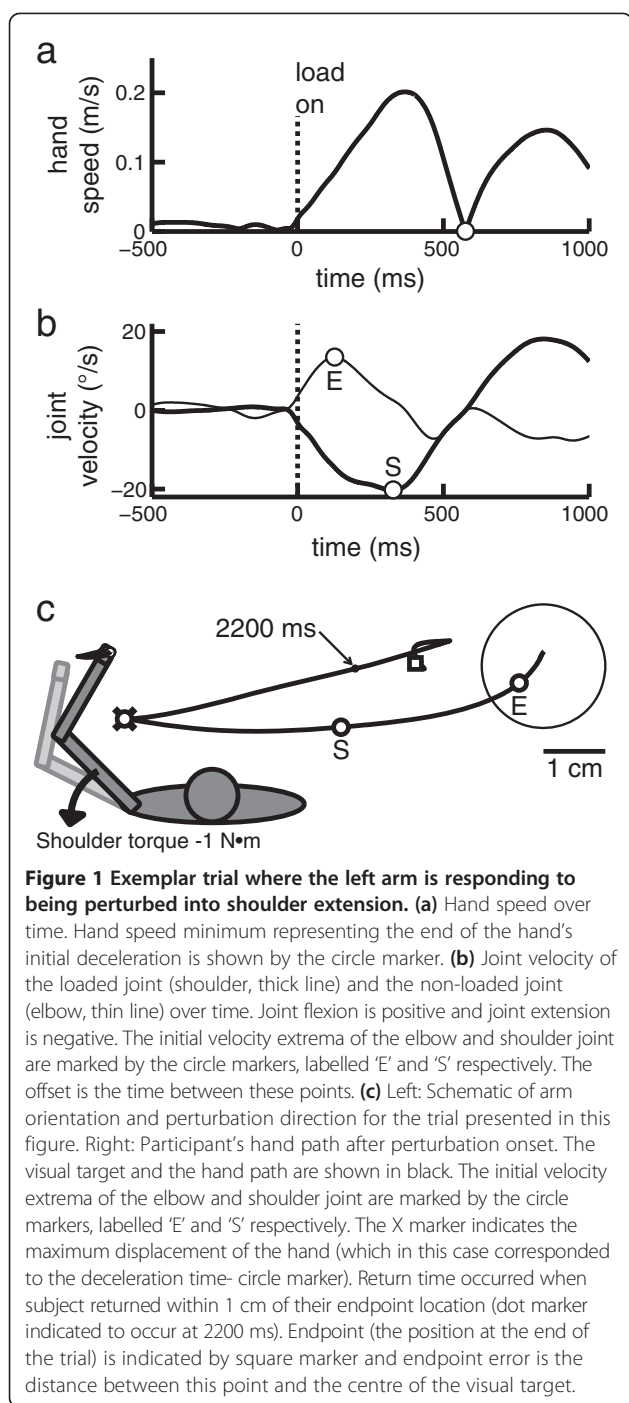 a
load
on
hand
speed (m/s)
0.2
0.1
0
−500
0
500
1000
time (ms)
b
joint
velocity (°/s)
20
0
−20
E
S
−500
0
500
1000
time (ms)
c
2200 ms
S
E
1 cm
Shoulder torque -1 N•m
Figure 1 Exemplar trial where the left arm is responding to
being perturbed into shoulder extension. (a) Hand speed over
time. Hand speed minimum representing the end of the hand's
initial deceleration is shown by the circle marker. (b) Joint velocity of
the loaded joint (shoulder, thick line) and the non-loaded joint
(elbow, thin line) over time. Joint flexion is positive and joint extension
is negative. The initial velocity extrema of the elbow and shoulder joint
are marked by the circle markers, labelled 'E' and 'S' respectively. The
offset is the time between these points. (c) Left: Schematic of arm
orientation and perturbation direction for the trial presented in this
figure. Right: Participant's hand path after perturbation onset. The
visual target and the hand path are shown in black. The initial velocity
extrema of the elbow and shoulder joint are marked by the circle
markers, labelled 'E' and 'S' respectively. The X marker indicates the
maximum displacement of the hand (which in this case corresponded
to the deceleration time- circle marker). Return time occurred when
subject returned within 1 cm of their endpoint location (dot marker
indicated to occur at 2200 ms). Endpoint (the position at the end of
the trial) is indicated by square marker and endpoint error is the
distance between this point and the centre of the visual target.